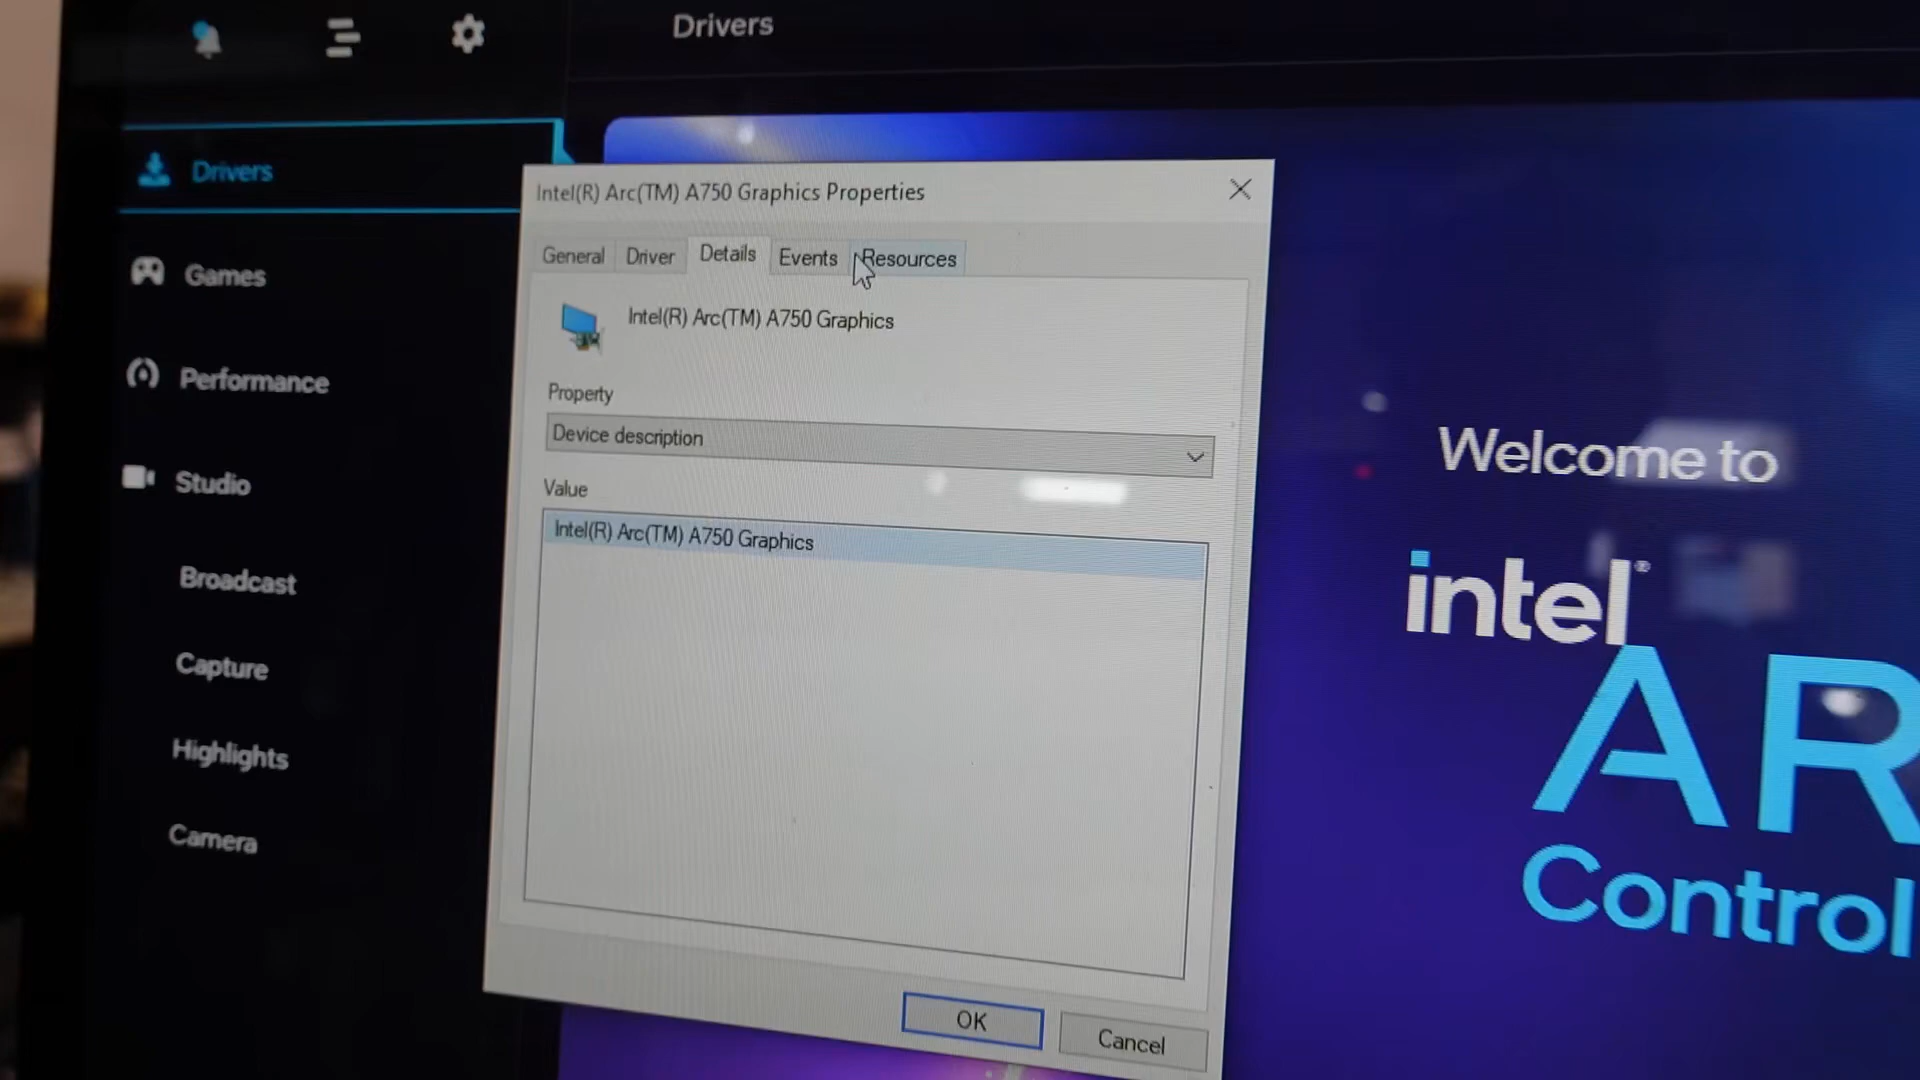 Drivers
Drivers
Games
Performance
Studio
Broadcast
Capture
Highlights
Camera
Intel(R) Arc(TM) A750 Graphics Properties
General Driver Details Events Resources
Intel(R) Arc(TM) A750 Graphics
Property
Device description
Value
Intel(R) Arc(TM) A750 Graphics
OK Cancel
Welcome to
intel®
AR
Control